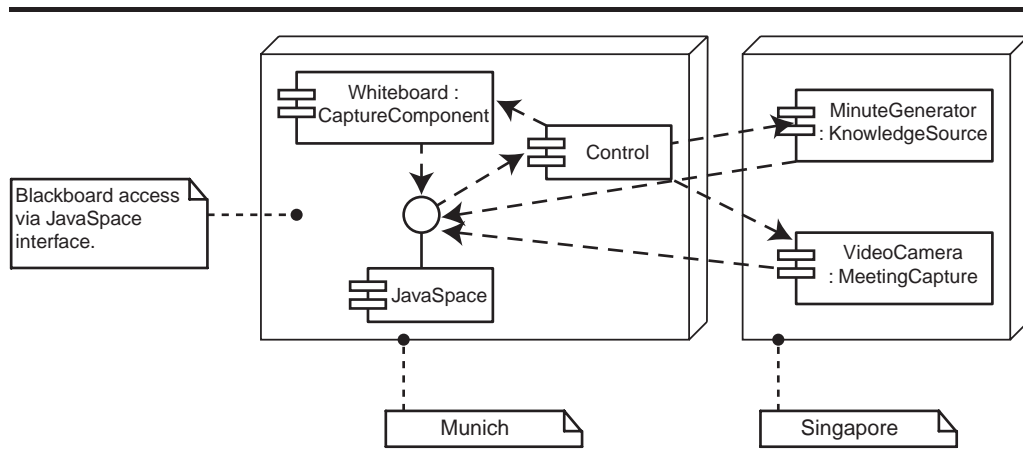 Whiteboard :
CaptureComponent
Control
MinuteGenerator
: KnowledgeSource
Blackboard access
via JavaSpace
interface.
VideoCamera
: MeetingCapture
JavaSpace
Munich
Singapore